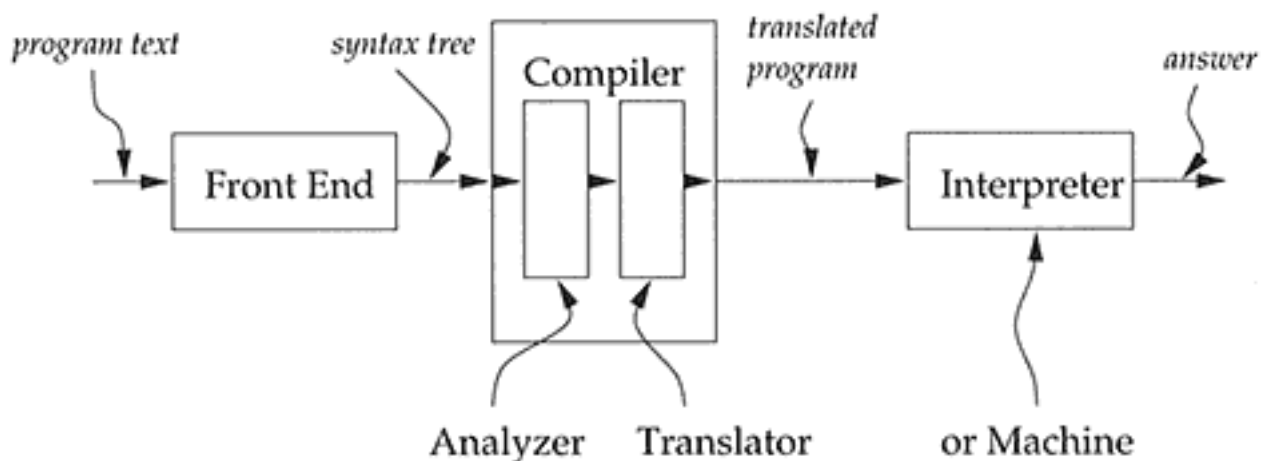 program text
syntax tree
translated
program
answer
Compiler
Front End
Interpreter
Analyzer
Translator
or Machine